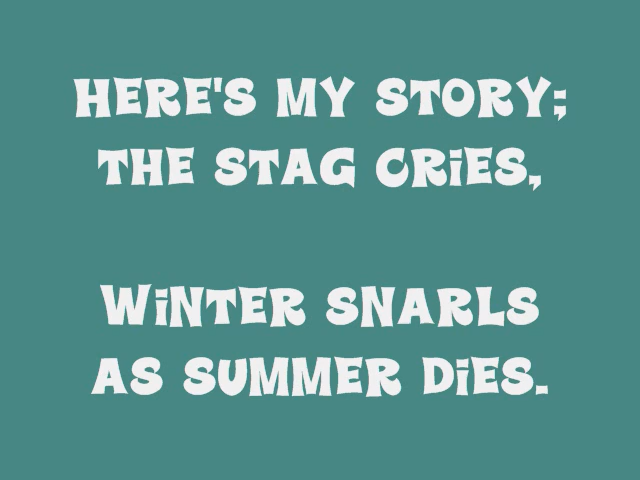 HERE'S MY STORY;
THE STAG CRIES,
WINTER SNARLS
AS SUMMER DIES.